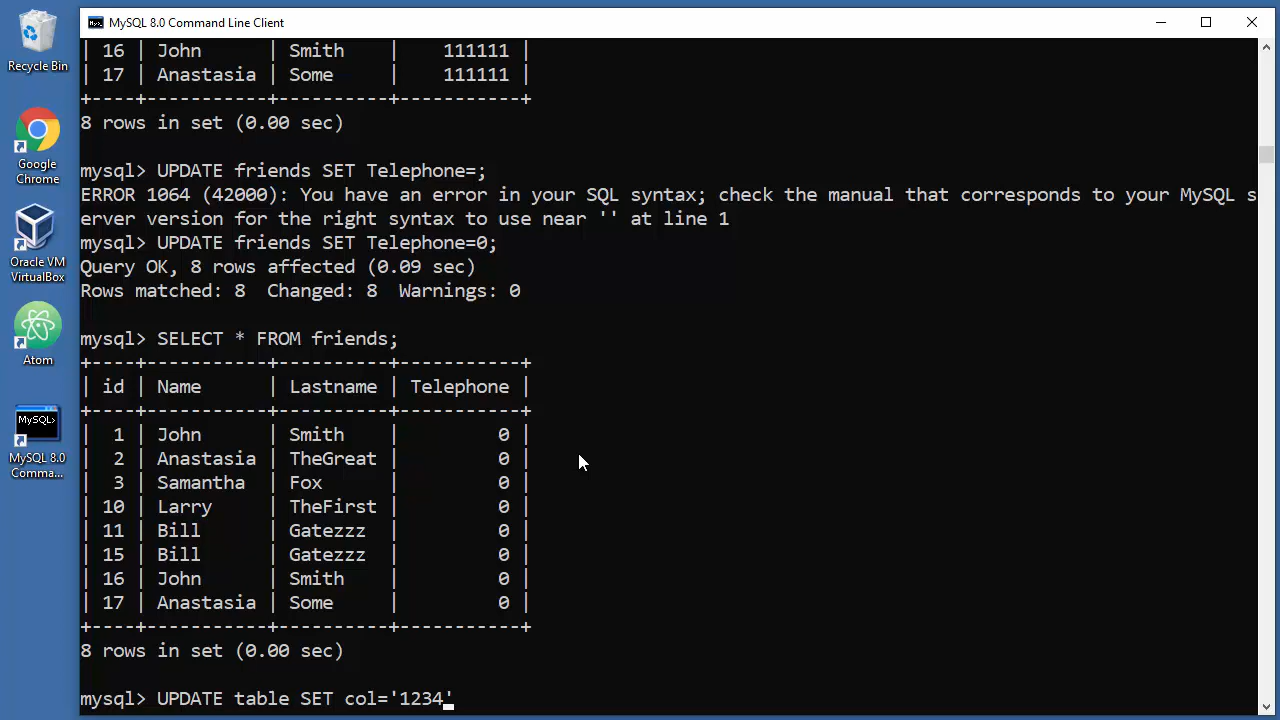 Recycle Bin
Google
Chrome
Oracle VM
VirtualBox
Atom
MySQL>
MySQL 8.0
Comma...
MySQL 8.0 Command Line Client
| 16 | John      | Smith    |    111111 |
| 17 | Anastasia | Some     |    111111 |
+----+-----------+----------+-----------+
8 rows in set (0.00 sec)
mysql> UPDATE friends SET Telephone=;
ERROR 1064 (42000): You have an error in your SQL syntax; check the manual that corresponds to your MySQL s
erver version for the right syntax to use near '' at line 1
mysql> UPDATE friends SET Telephone=0;
Query OK, 8 rows affected (0.09 sec)
Rows matched: 8  Changed: 8  Warnings: 0
mysql> SELECT * FROM friends;
+----+-----------+----------+-----------+
| id | Name      | Lastname | Telephone |
+----+-----------+----------+-----------+
|  1 | John      | Smith    |         0 |
|  2 | Anastasia | TheGreat |         0 |
|  3 | Samantha  | Fox      |         0 |
| 10 | Larry     | TheFirst |         0 |
| 11 | Bill      | Gatezzz  |         0 |
| 15 | Bill      | Gatezzz  |         0 |
| 16 | John      | Smith    |         0 |
| 17 | Anastasia | Some     |         0 |
+----+-----------+----------+-----------+
8 rows in set (0.00 sec)
mysql> UPDATE table SET col='1234'